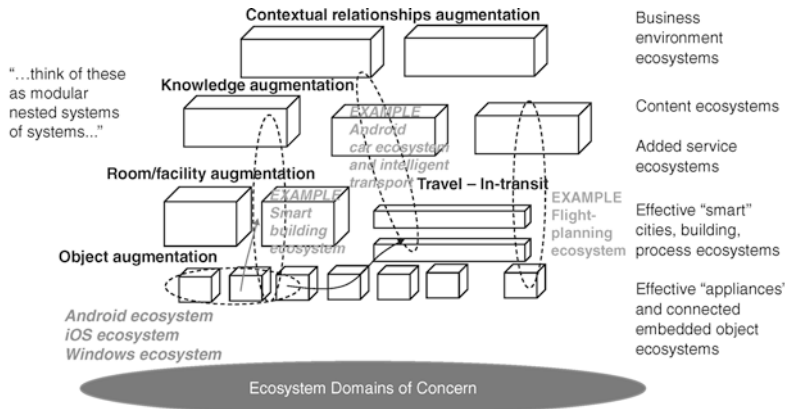 Contextual relationships augmentation
Business
environment
ecosystems
"…think of these
as modular
nested systems
of systems..."
Knowledge augmentation
EXAMPLE
Android
car ecosystem
and intelligent
transport
Content ecosystems
Added service
ecosystems
Room/facility augmentation
Travel – In-transit
EXAMPLE
Smart
building
ecosystem
EXAMPLE
Flight-
planning
ecosystem
Effective "smart"
cities, building,
process ecosystems
Object augmentation
Effective "appliances'
and connected
embedded object
ecosystems
Android ecosystem
iOS ecosystem
Windows ecosystem
Ecosystem Domains of Concern